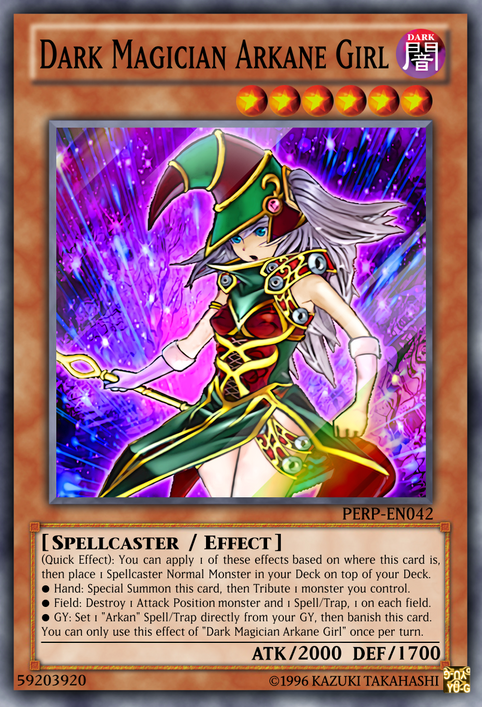 DARK MAGICIAN ARKANE GIRL
DARK
闇
PERP-EN042
[ SPELLCASTER / EFFECT ]
(Quick Effect): You can apply 1 of these effects based on where this card is,
then place 1 Spellcaster Normal Monster in your Deck on top of your Deck.
● Hand: Special Summon this card, then Tribute 1 monster you control.
● Field: Destroy 1 Attack Position monster and 1 Spell/Trap, 1 on each field.
● GY: Set 1 "Arkan" Spell/Trap directly from your GY, then banish this card.
You can only use this effect of "Dark Magician Arkane Girl" once per turn.
ATK/2000 DEF/1700
59203920
©1996 KAZUKI TAKAHASHI